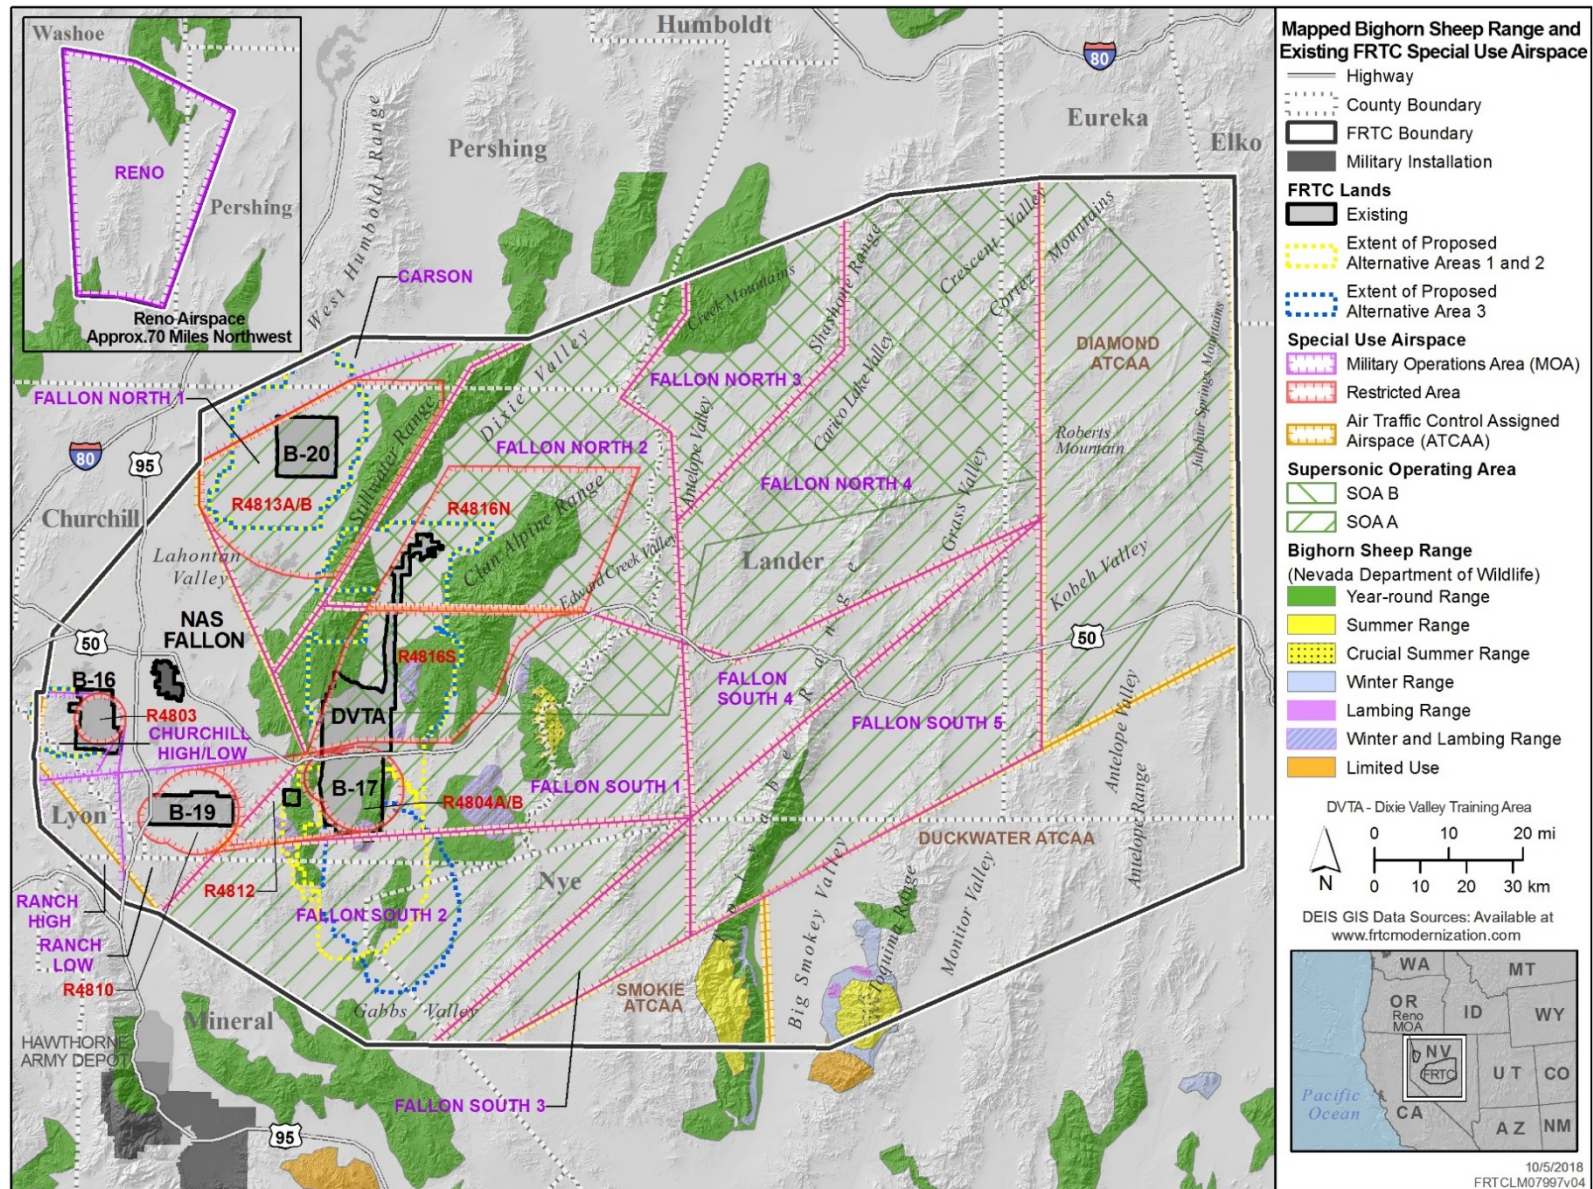 Washoe
RENO
Pershing
Reno Airspace
Approx.70 Miles Northwest
Humboldt
80
Eureka
Elko
Pershing
West Humboldt Range
CARSON
FALLON NORTH 1
80
95
B-20
R4813A/B
Churchill
Lahontan
Valley
Stillwater Range
Dixie Valley
FALLON NORTH 2
R4816N
Clan Alpine Range
Edward Creek Valley
Antelope Valley
FALLON NORTH 3
Creek Mountains
Shashone Range
Carico Lake Valley
Crescent Valley
Cortez Mountains
DIAMOND
ATCAA
Julphur Springs Mountains
Roberts
Mountain
FALLON NORTH 4
Grass Valley
Lander
Kobeh Valley
50
NAS
FALLON
50
B-16
R4803
CHURCHILL
HIGH/LOW
R4816S
DVTA
B-17
R4804A/B
B-19
Lyon
FALLON
SOUTH 4
FALLON SOUTH 5
FALLON SOUTH 1
Toiyabe Range
Antelope Valley
Antelope Range
DUCKWATER ATCAA
R4812
Nye
FALLON SOUTH 2
RANCH
HIGH
RANCH
LOW
R4810
Gabbs Valley
SMOKIE
ATCAA
Big Smokey Valley
Toquima Range
Monitor Valley
Mineral
HAWTHORNE
ARMY DEPOT
FALLON SOUTH 3
95
Mapped Bighorn Sheep Range and
Existing FRTC Special Use Airspace
Highway
County Boundary
FRTC Boundary
Military Installation
FRTC Lands
Existing
Extent of Proposed
Alternative Areas 1 and 2
Extent of Proposed
Alternative Area 3
Special Use Airspace
Military Operations Area (MOA)
Restricted Area
Air Traffic Control Assigned
Airspace (ATCAA)
Supersonic Operating Area
SOA B
SOA A
Bighorn Sheep Range
(Nevada Department of Wildlife)
Year-round Range
Summer Range
Crucial Summer Range
Winter Range
Lambing Range
Winter and Lambing Range
Limited Use
DVTA - Dixie Valley Training Area
0 10 20 mi
0 10 20 30 km
N
DEIS GIS Data Sources: Available at
www.frtcmodernization.com
WA
MT
OR
Reno
MOA
ID
WY
NV
FRTC
UT
CO
Pacific
Ocean
CA
AZ
NM
10/5/2018
FRTCLM07997v04